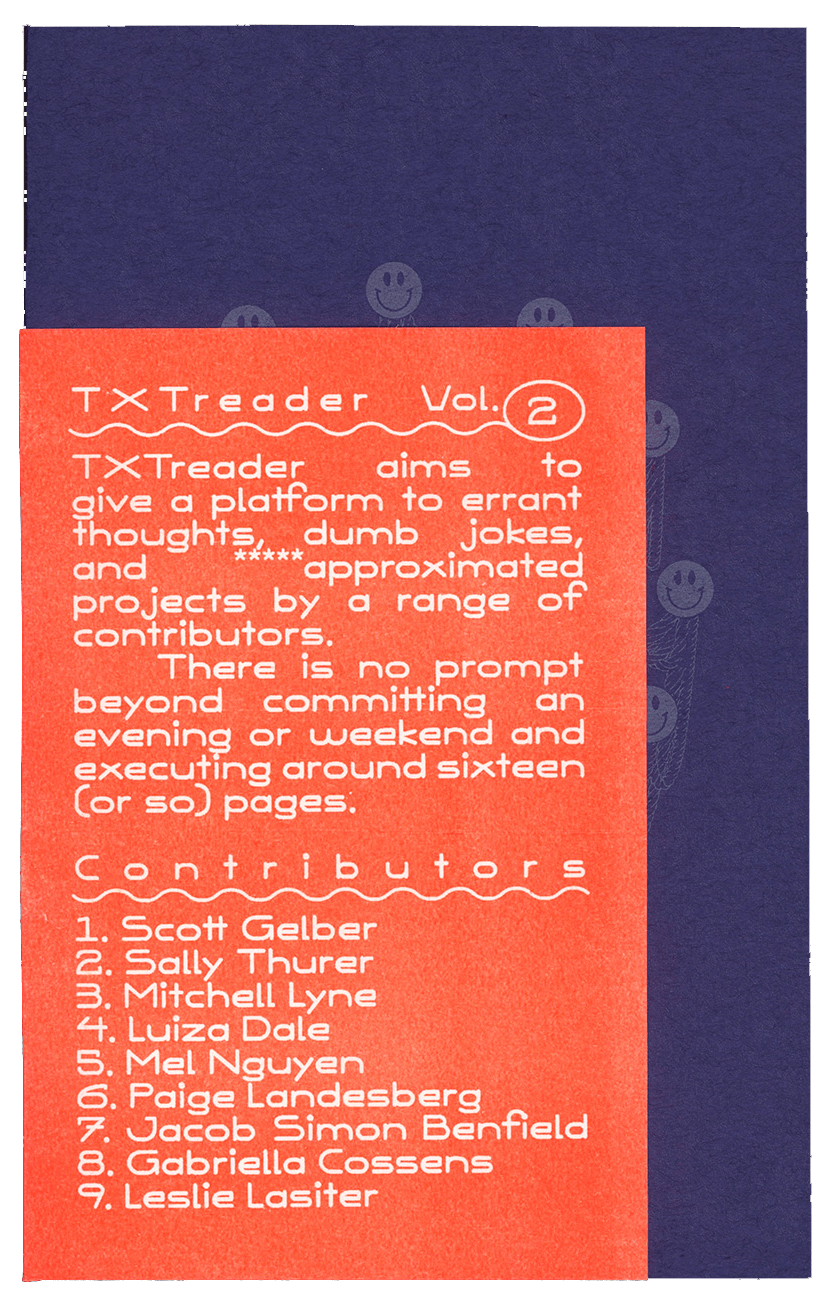 TXTreader Vol. 2
TXTreader aims to
give a platform to errant
thoughts, dumb jokes,
and *****approximated
projects by a range of
contributors.
There is no prompt
beyond committing an
evening or weekend and
executing around sixteen
(or so) pages.
Contributors
1. Scott Gelber
2. Sally Thurer
3. Mitchell Lyne
4. Luiza Dale
5. Mel Nguyen
6. Paige Landesberg
7. Jacob Simon Benfield
8. Gabriella Cossens
9. Leslie Lasiter